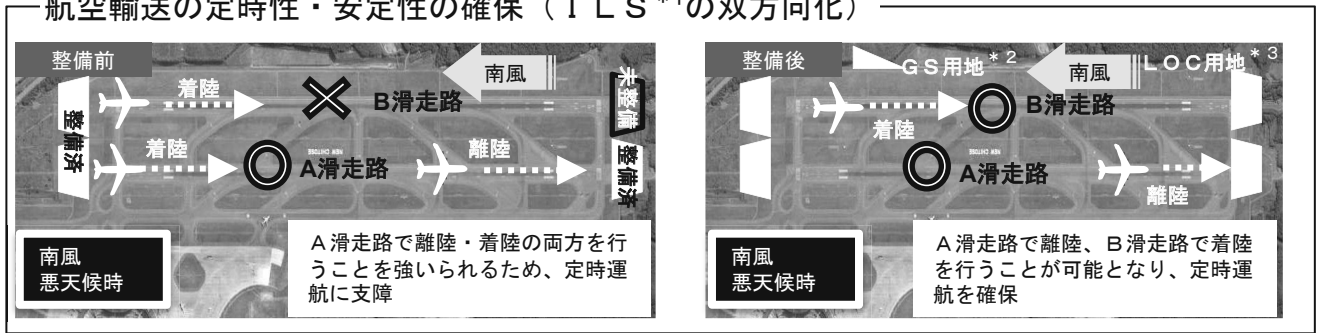 航空輸送の定時性・安定性の確保（ＩＬＳ*1の双方向化）
整備前
南風
着陸
B滑走路
未整備
整備済
着陸
A滑走路
離陸
整備済
NEW CHITOSE
南風
悪天候時
Ａ滑走路で離陸・着陸の両方を行
うことを強いられるため、定時運
航に支障
整備後
ＧＳ用地*2
南風
ＬＯＣ用地*3
着陸
B滑走路
A滑走路
離陸
NEW CHITOSE
南風
悪天候時
Ａ滑走路で離陸、Ｂ滑走路で着陸
を行うことが可能となり、定時運
航を確保